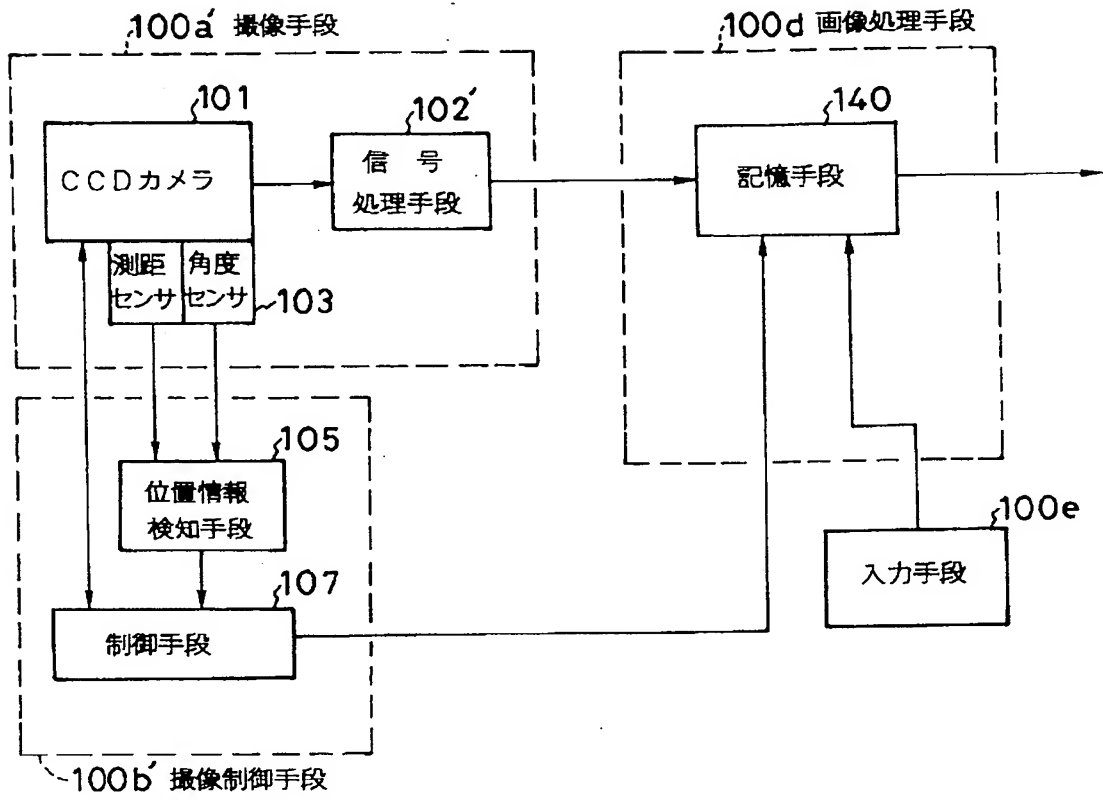 100a′ 撮像手段
100d 画像処理手段
101
CCDカメラ
102′
信 号
処理手段
140
記憶手段
測距
センサ
角度
センサ
103
105
位置情報
検知手段
107
制御手段
100e
入力手段
100b′ 撮像制御手段